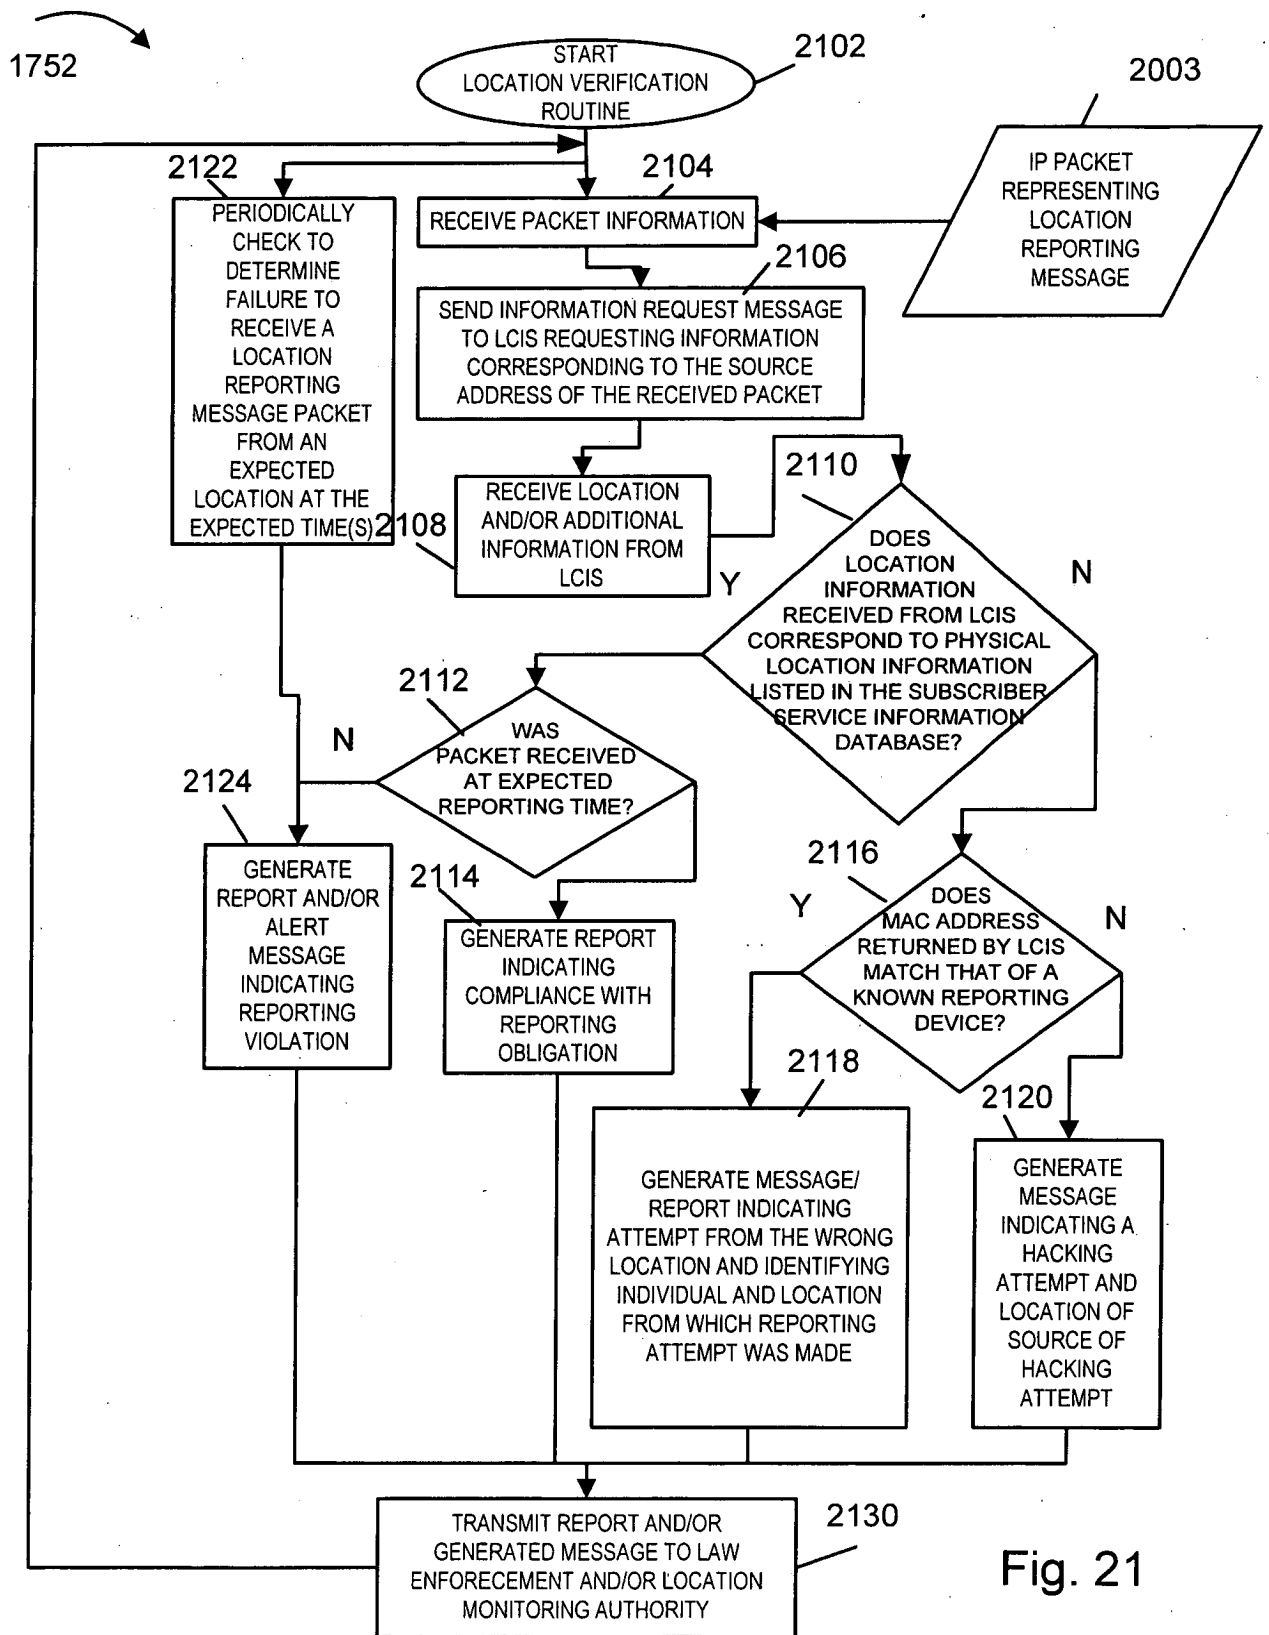 1752
START
LOCATION VERIFICATION
ROUTINE
2102
2003
IP PACKET
REPRESENTING
LOCATION
REPORTING
MESSAGE
2122
PERIODICALLY
CHECK TO
DETERMINE
FAILURE TO
RECEIVE A
LOCATION
REPORTING
MESSAGE PACKET
FROM AN
EXPECTED
LOCATION AT THE
EXPECTED TIME(S)
2104
RECEIVE PACKET INFORMATION
2106
SEND INFORMATION REQUEST MESSAGE
TO LCIS REQUESTING INFORMATION
CORRESPONDING TO THE SOURCE
ADDRESS OF THE RECEIVED PACKET
2108
RECEIVE LOCATION
AND/OR ADDITIONAL
INFORMATION FROM
LCIS
2110
Y
N
DOES
LOCATION
INFORMATION
RECEIVED FROM LCIS
CORRESPOND TO PHYSICAL
LOCATION INFORMATION
LISTED IN THE SUBSCRIBER
SERVICE INFORMATION
DATABASE?
2112
N
WAS
PACKET RECEIVED
AT EXPECTED
REPORTING TIME?
2124
GENERATE
REPORT AND/OR
ALERT
MESSAGE
INDICATING
REPORTING
VIOLATION
2114
GENERATE REPORT
INDICATING
COMPLIANCE WITH
REPORTING
OBLIGATION
2116
Y
N
DOES
MAC ADDRESS
RETURNED BY LCIS
MATCH THAT OF A
KNOWN REPORTING
DEVICE?
2118
GENERATE MESSAGE/
REPORT INDICATING
ATTEMPT FROM THE WRONG
LOCATION AND IDENTIFYING
INDIVIDUAL AND LOCATION
FROM WHICH REPORTING
ATTEMPT WAS MADE
2120
GENERATE
MESSAGE
INDICATING A
HACKING
ATTEMPT AND
LOCATION OF
SOURCE OF
HACKING
ATTEMPT
2130
TRANSMIT REPORT AND/OR
GENERATED MESSAGE TO LAW
ENFORECEMENT AND/OR LOCATION
MONITORING AUTHORITY
Fig. 21